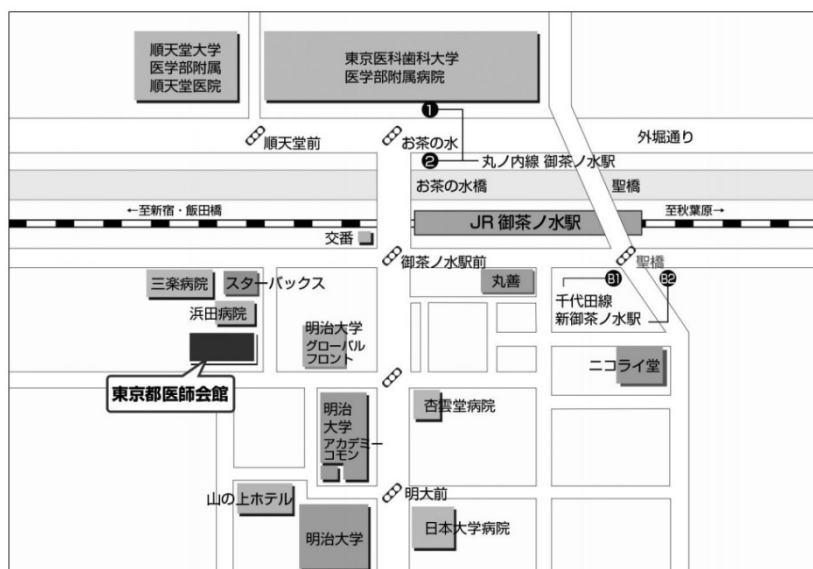 順天堂大学
医学部附属
順天堂医院
東京医科歯科大学
医学部附属病院
1
順天堂前
お茶の水
外堀通り
2
丸ノ内線 御茶ノ水駅
お茶の水橋
聖橋
←至新宿・飯田橋
JR 御茶ノ水駅
至秋葉原→
交番
御茶ノ水駅前
聖橋
三楽病院
スターバックス
丸善
B1
B2
千代田線
新御茶ノ水駅
浜田病院
明治大学
グローバル
フロント
ニコライ堂
東京都医師会館
明治
大学
アカデミー
コモン
杏雲堂病院
山の上ホテル
明大前
明治大学
日本大学病院